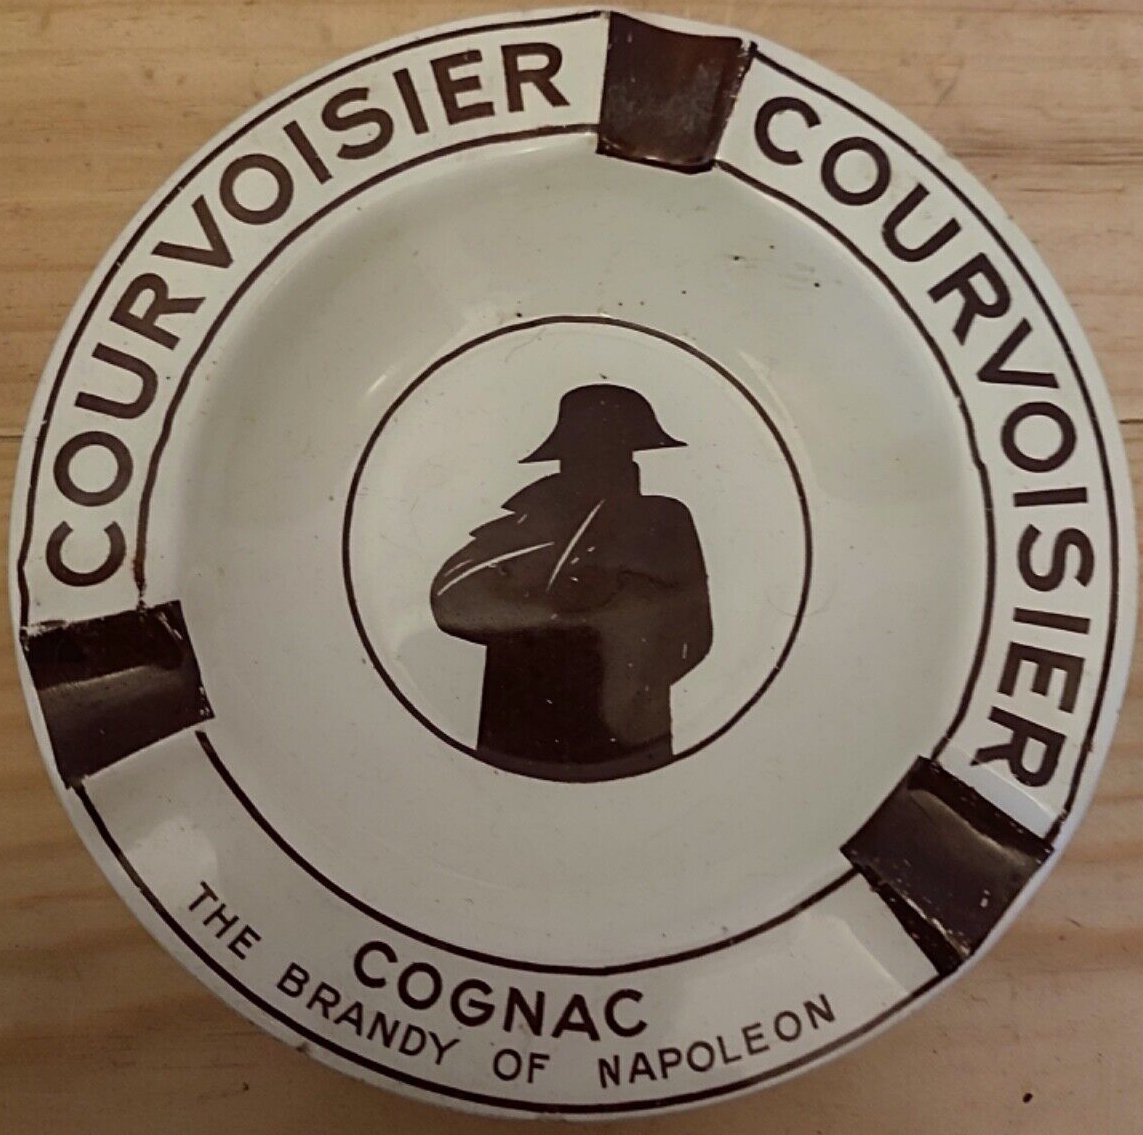 COURVOISIER
COURVOISIER
COGNAC
THE BRANDY OF NAPOLEON